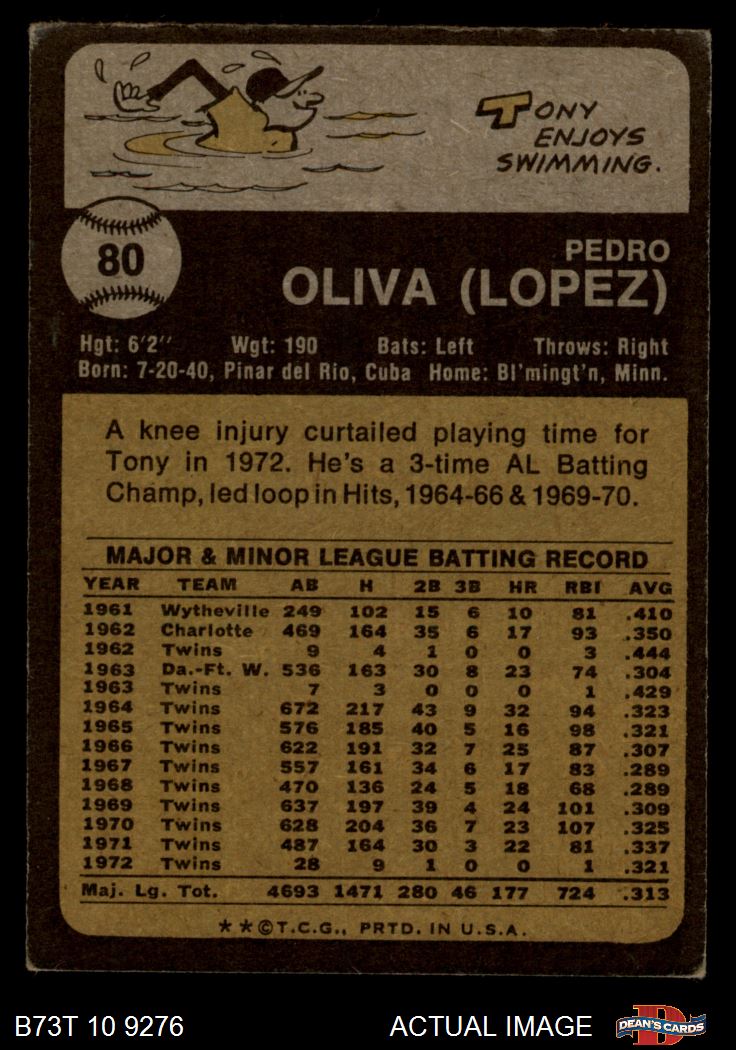 TONY
ENJOYS
SWIMMING.
80
PEDRO
OLIVA (LOPEZ)
Hgt: 6'2" Wgt: 190 Bats: Left Throws: Right
Born: 7-20-40, Pinar del Rio, Cuba Home: Bl'mingt'n, Minn.
A knee injury curtailed playing time for
Tony in 1972. He's a 3-time AL Batting
Champ, led loop in Hits, 1964-66 & 1969-70.
MAJOR & MINOR LEAGUE BATTING RECORD
YEAR TEAM AB H 2B 3B HR RBI AVG
1961 Wytheville 249 102 15 6 10 81 .410
1962 Charlotte 469 164 35 6 17 93 .350
1962 Twins 9 4 1 0 0 3 .444
1963 Da.-Ft. W. 536 163 30 8 23 74 .304
1963 Twins 7 3 0 0 0 1 .429
1964 Twins 672 217 43 9 32 94 .323
1965 Twins 576 185 40 5 16 98 .321
1966 Twins 622 191 32 7 25 87 .307
1967 Twins 557 161 34 6 17 83 .289
1968 Twins 470 136 24 5 18 68 .289
1969 Twins 637 197 39 4 24 101 .309
1970 Twins 628 204 36 7 23 107 .325
1971 Twins 487 164 30 3 22 81 .337
1972 Twins 28 9 1 0 0 1 .321
Maj. Lg. Tot. 4693 1471 280 46 177 724 .313
★★©T.C.G., PRTD. IN U.S.A.
B73T 10 9276 ACTUAL IMAGE D DEAN'S CARDS